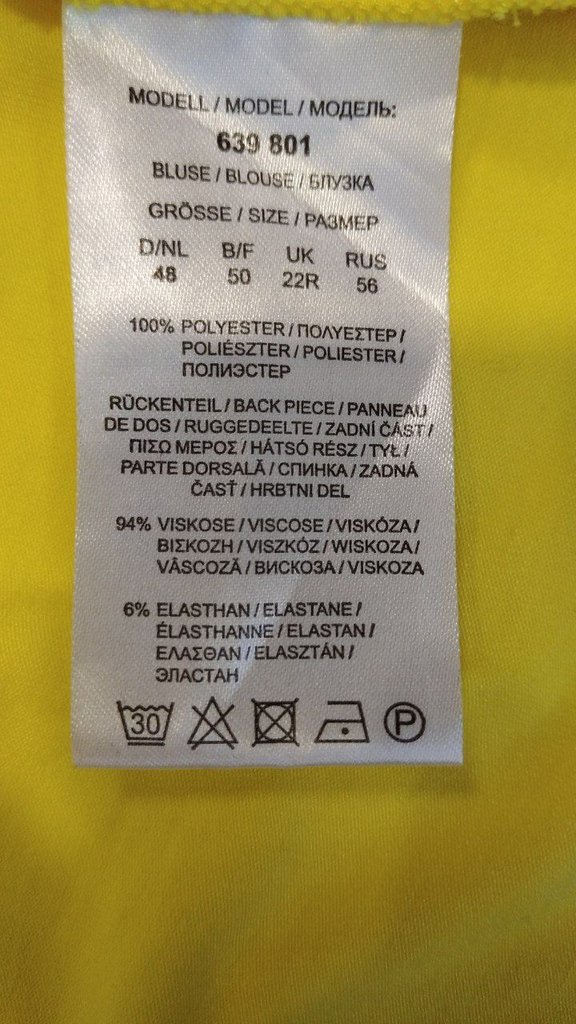 MODELL / MODEL / МОДЕЛЬ:
639 801
BLUSE / BLOUSE / БЛУЗКА
GRÖSSE / SIZE / РАЗМЕР
D/NL B/F UK RUS
48 50 22R 56
100% POLYESTER / ΠΟΛΥΕΣΤΕΡ /
POLIÉSZTER / POLIESTER /
ПОЛИЭСТЕР
RÜCKENTEIL / BACK PIECE / PANNEAU
DE DOS / RUGGEDEELTE / ZADNÍ ČÁST /
ΠΙΣΩ ΜΕΡΟΣ / HÁTSÓ RÉSZ / TYŁ /
PARTE DORSALĂ / СПИНКА / ZADNÁ
ČASŤ / HRBTNI DEL
94% VISKOSE / VISCOSE / VISKÓZA /
ΒΙΣΚΟΖΗ / VISZKÓZ / WISKOZA /
VÂSCOZĂ / ВИСКОЗА / VISKOZA
6% ELASTHAN / ELASTANE /
ÉLASTHANNE / ELASTAN /
ΕΛΑΣΘΑΝ / ELASZTÁN /
ЭЛАСТАН
30 P